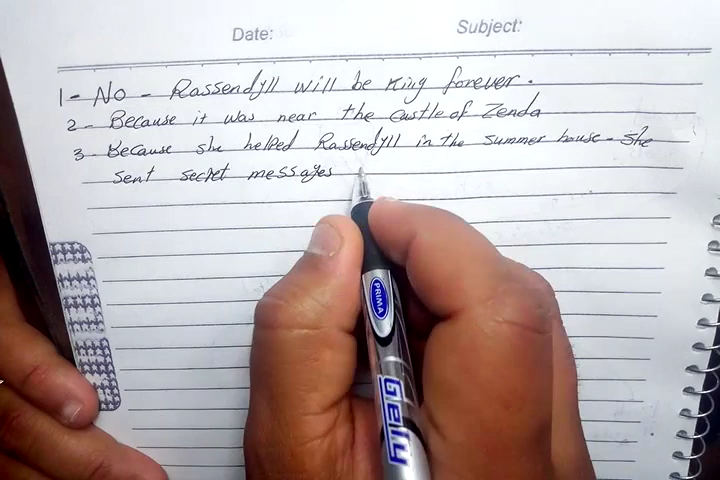 Date: Subject:
1- No - Rassendyll will be King forever.
2- Because it was near the Castle of Zenda
3- Because she helped Rassendyll in the summer house - she
sent secret messages
PRIMA
Gely